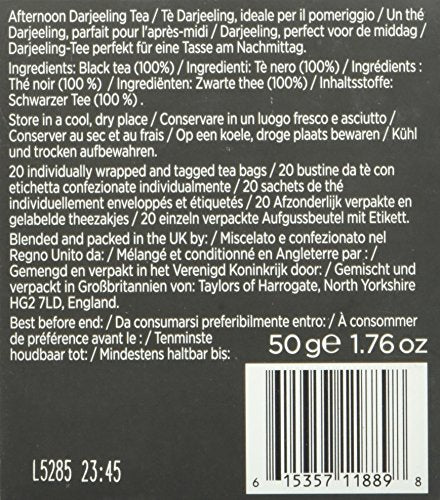 Afternoon Darjeeling Tea / Tè Darjeeling, ideale per il pomeriggio / Un thé
Darjeeling, parfait pour l'après-midi / Darjeeling, perfect voor de middag /
Darjeeling-Tee perfekt für eine Tasse am Nachmittag.
Ingredients: Black tea (100%) / Ingredienti: Tè nero (100%) / Ingrédients :
Thé noir (100 %) / Ingrediënten: Zwarte thee (100%) / Inhaltsstoffe:
Schwarzer Tee (100 %) .
Store in a cool, dry place / Conservare in un luogo fresco e asciutto /
Conserver au sec et au frais / Op een koele, droge plaats bewaren / Kühl
und trocken aufbewahren.
20 individually wrapped and tagged tea bags / 20 bustine da tè con
etichetta confezionate individualmente / 20 sachets de thé
individuellement enveloppés et étiquetés / 20 Afzonderlijk verpakte en
gelabelde theezakjes / 20 einzeln verpackte Aufgussbeutel mit Etikett.
Blended and packed in the UK by: / Miscelato e confezionato nel
Regno Unito da: / Mélangé et conditionné en Angleterre par :
Gemengd en verpakt in het Verenigd Koninkrijk door: / Gemischt und
verpackt in Großbritannien von: Taylors of Harrogate, North Yorkshire
HG2 7LD, England.
Best before end: / Da consumarsi preferibilmente entro: / À consommer
de préférence avant le : / Tenminste
houdbaar tot: / Mindestens haltbar bis:
50 g℮ 1.76 oz
L5285 23:45
6 15357 11889 8